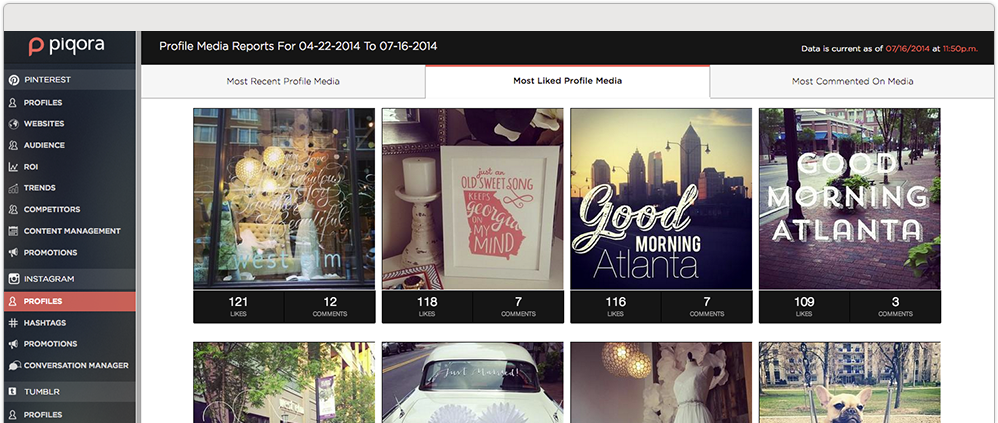 piqora
Profile Media Reports For 04-22-2014 To 07-16-2014
Data is current as of 07/16/2014 at 11:50p.m.
Most Recent Profile Media
Most Liked Profile Media
Most Commented On Media
PINTEREST
PROFILES
WEBSITES
AUDIENCE
ROI
TRENDS
COMPETITORS
CONTENT MANAGEMENT
PROMOTIONS
INSTAGRAM
PROFILES
HASHTAGS
PROMOTIONS
CONVERSATION MANAGER
TUMBLR
PROFILES
Beautiful
west elm
121
LIKES
12
COMMENTS
just an
OLD SWEET SONG
KEEPS
georgia
ON
MY
MIND
118
LIKES
7
COMMENTS
Good
MORNING
Atlanta
116
LIKES
7
COMMENTS
GOOD
MORNING
ATLANTA
109
LIKES
3
COMMENTS
Just Married!